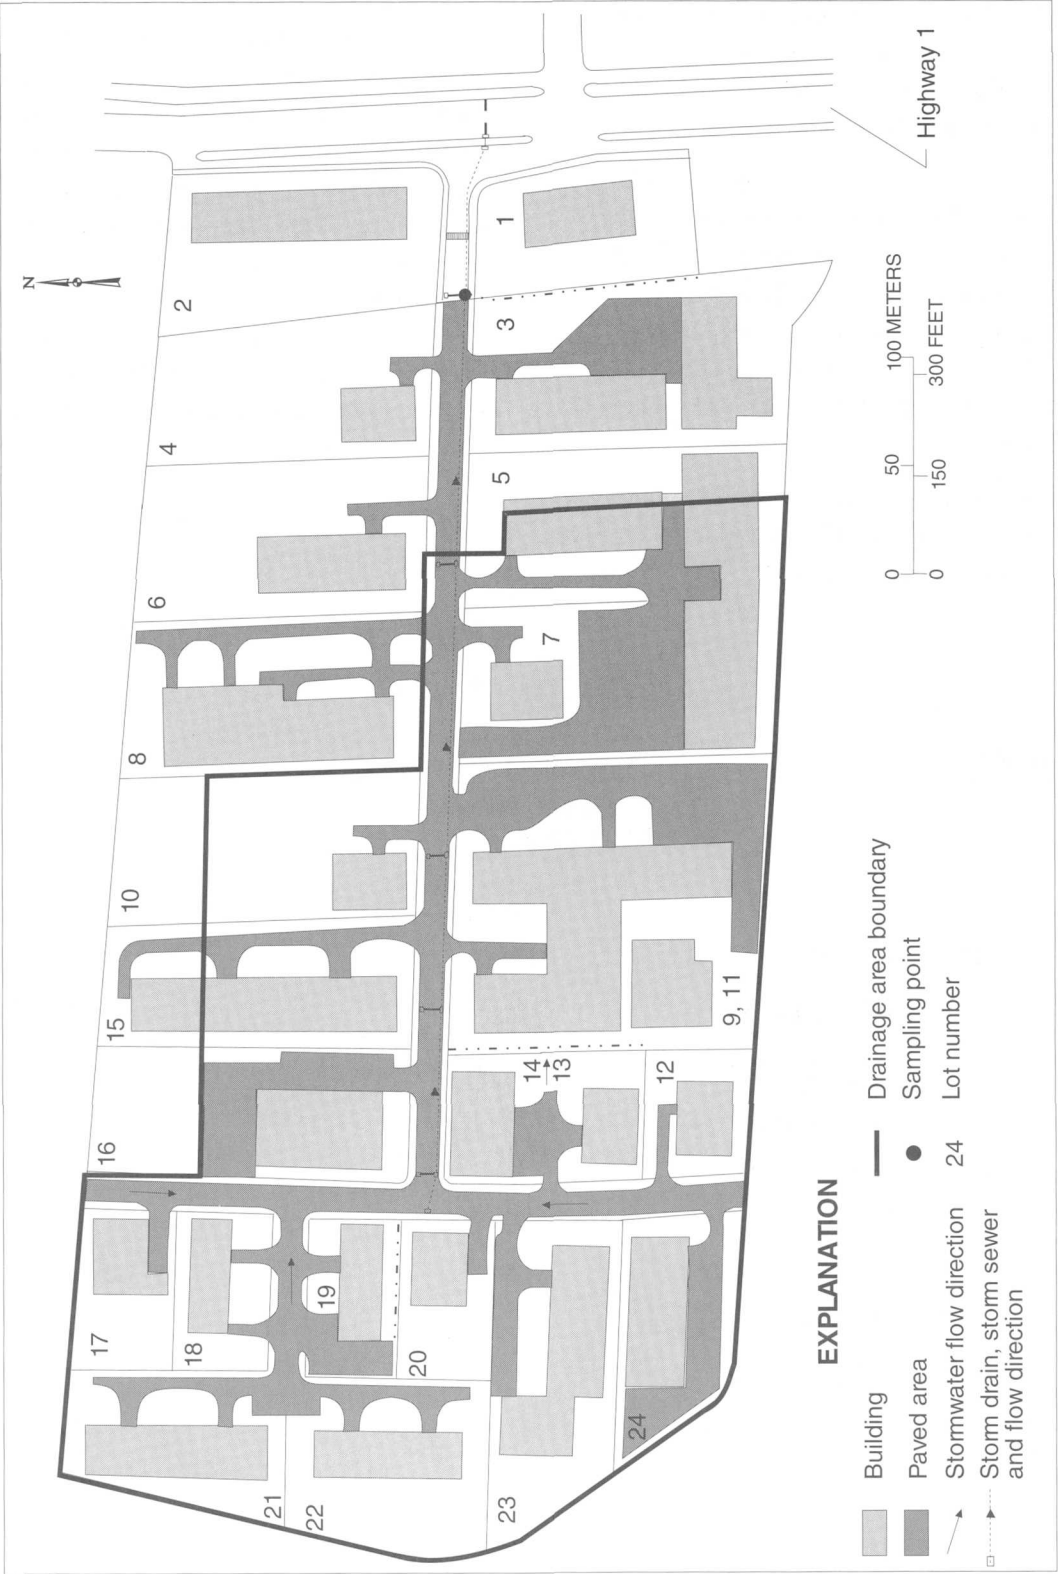 N
2
4
6
8
10
15
16
17
18
19
20
21
22
23
24
14
13
12
9, 11
7
5
3
1
Highway 1
0 50 100 METERS
0 150 300 FEET
EXPLANATION
Building
Paved area
Stormwater flow direction
Storm drain, storm sewer
and flow direction
Drainage area boundary
Sampling point
24 Lot number